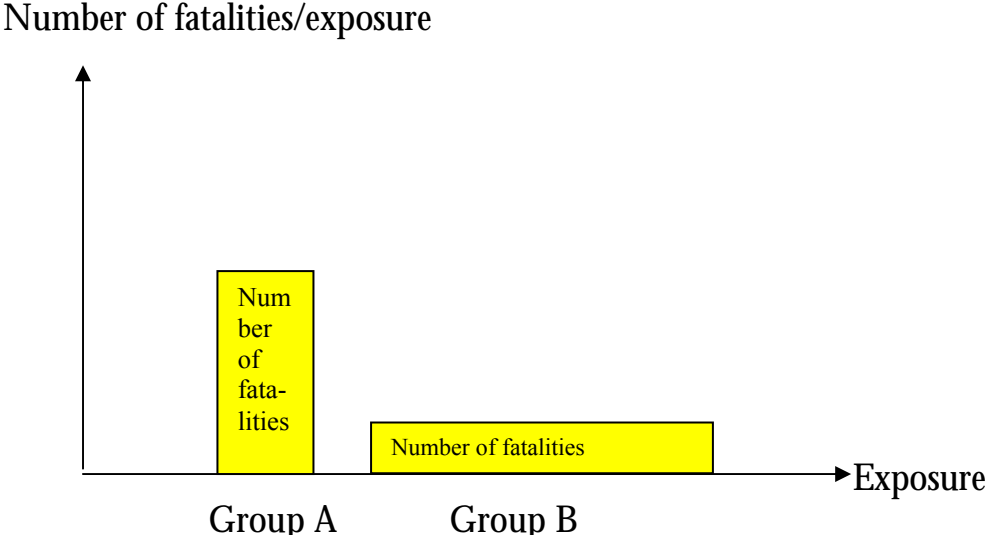 Number of fatalities/exposure
Num
ber
of
fata-
lities
Number of fatalities
Exposure
Group A
Group B